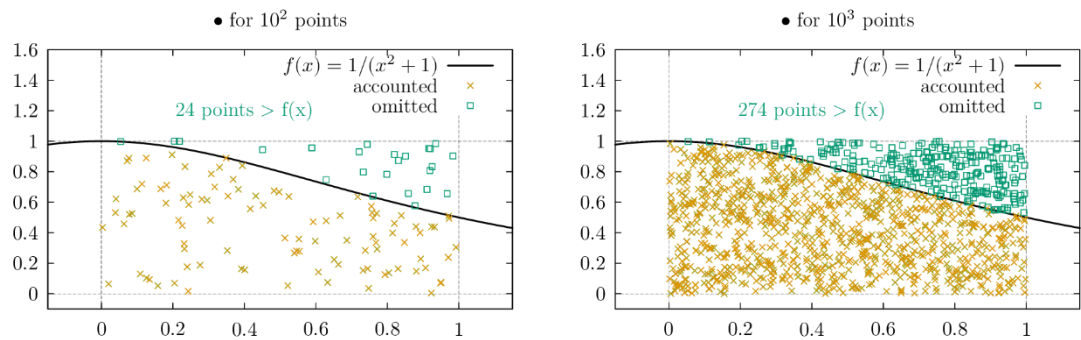 • for 10² points
1.6
1.4
1.2
1
0.8
0.6
0.4
0.2
0
f(x) = 1/(x² + 1)
accounted
omitted
24 points > f(x)
0 0.2 0.4 0.6 0.8 1
• for 10³ points
1.6
1.4
1.2
1
0.8
0.6
0.4
0.2
0
f(x) = 1/(x² + 1)
accounted
omitted
274 points > f(x)
0 0.2 0.4 0.6 0.8 1